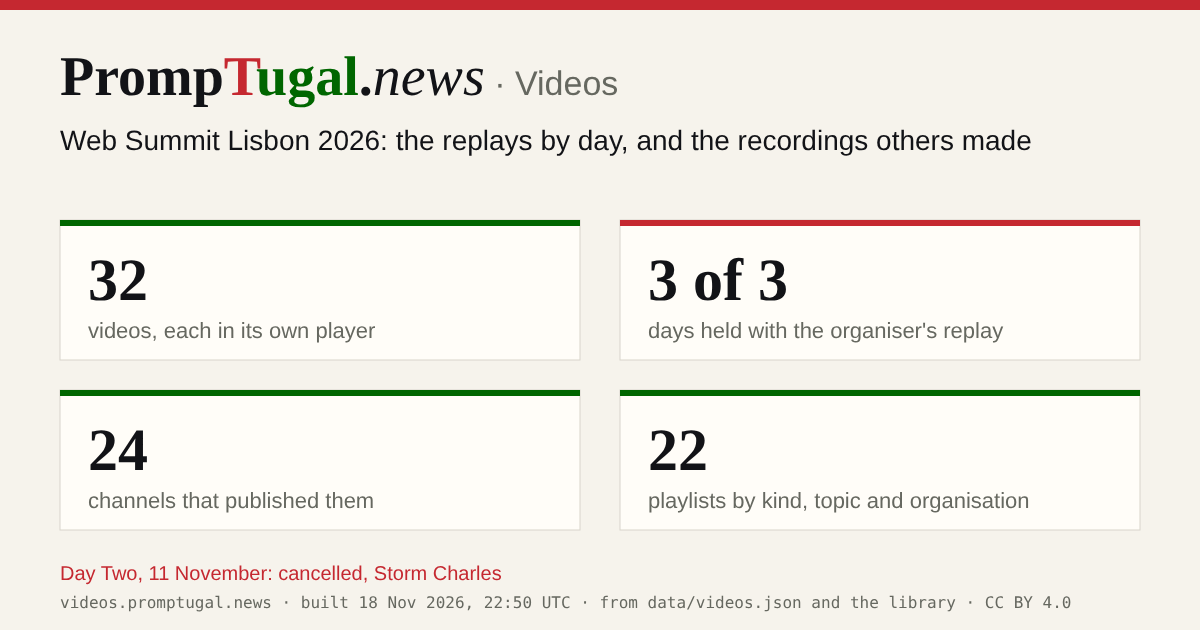 PrompTugal.news · Videos
Web Summit Lisbon 2026: the replays by day, and the recordings others made
32
videos, each in its own player
3 of 3
days held with the organiser's replay
24
channels that published them
22
playlists by kind, topic and organisation
Day Two, 11 November: cancelled, Storm Charles
videos.promptugal.news · built 18 Nov 2026, 22:50 UTC · from data/videos.json and the library · CC BY 4.0